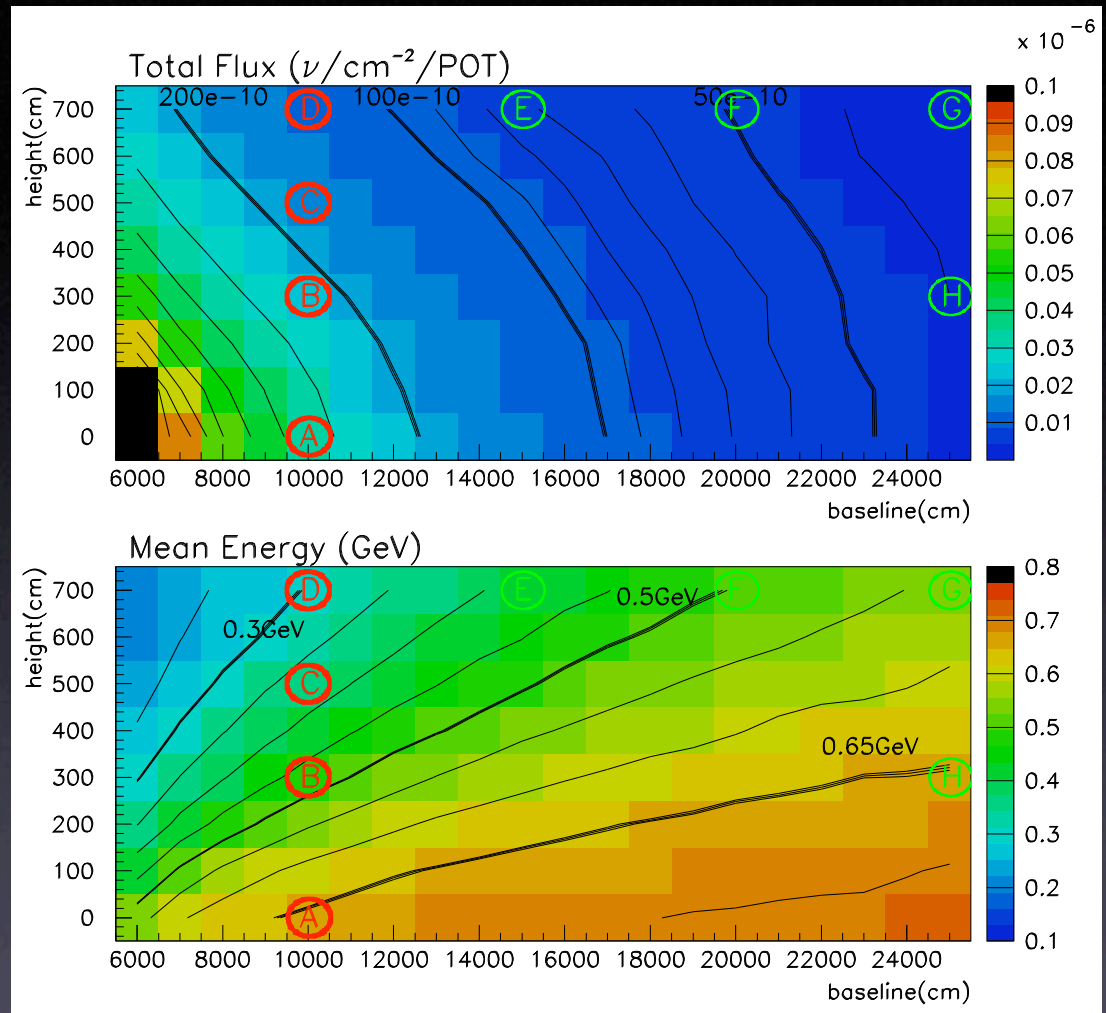 x 10 -6
Total Flux (ν/cm⁻²/POT)
200e-10 100e-10 50e-10
height(cm)
700
600
500
400
300
200
100
0
D E F G
C
B H
A
6000 8000 10000 12000 14000 16000 18000 20000 22000 24000
baseline(cm)
0.1
0.09
0.08
0.07
0.06
0.05
0.04
0.03
0.02
0.01
Mean Energy (GeV)
height(cm)
700
600
500
400
300
200
100
0
D E F G
0.5GeV
0.3GeV
C
0.65GeV
B H
A
6000 8000 10000 12000 14000 16000 18000 20000 22000 24000
baseline(cm)
0.8
0.7
0.6
0.5
0.4
0.3
0.2
0.1